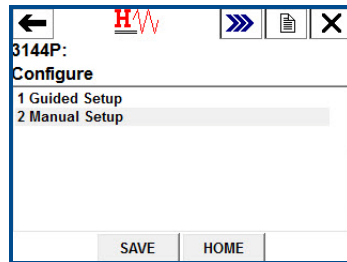 H
3144P:
Configure
1 Guided Setup
2 Manual Setup
SAVE HOME